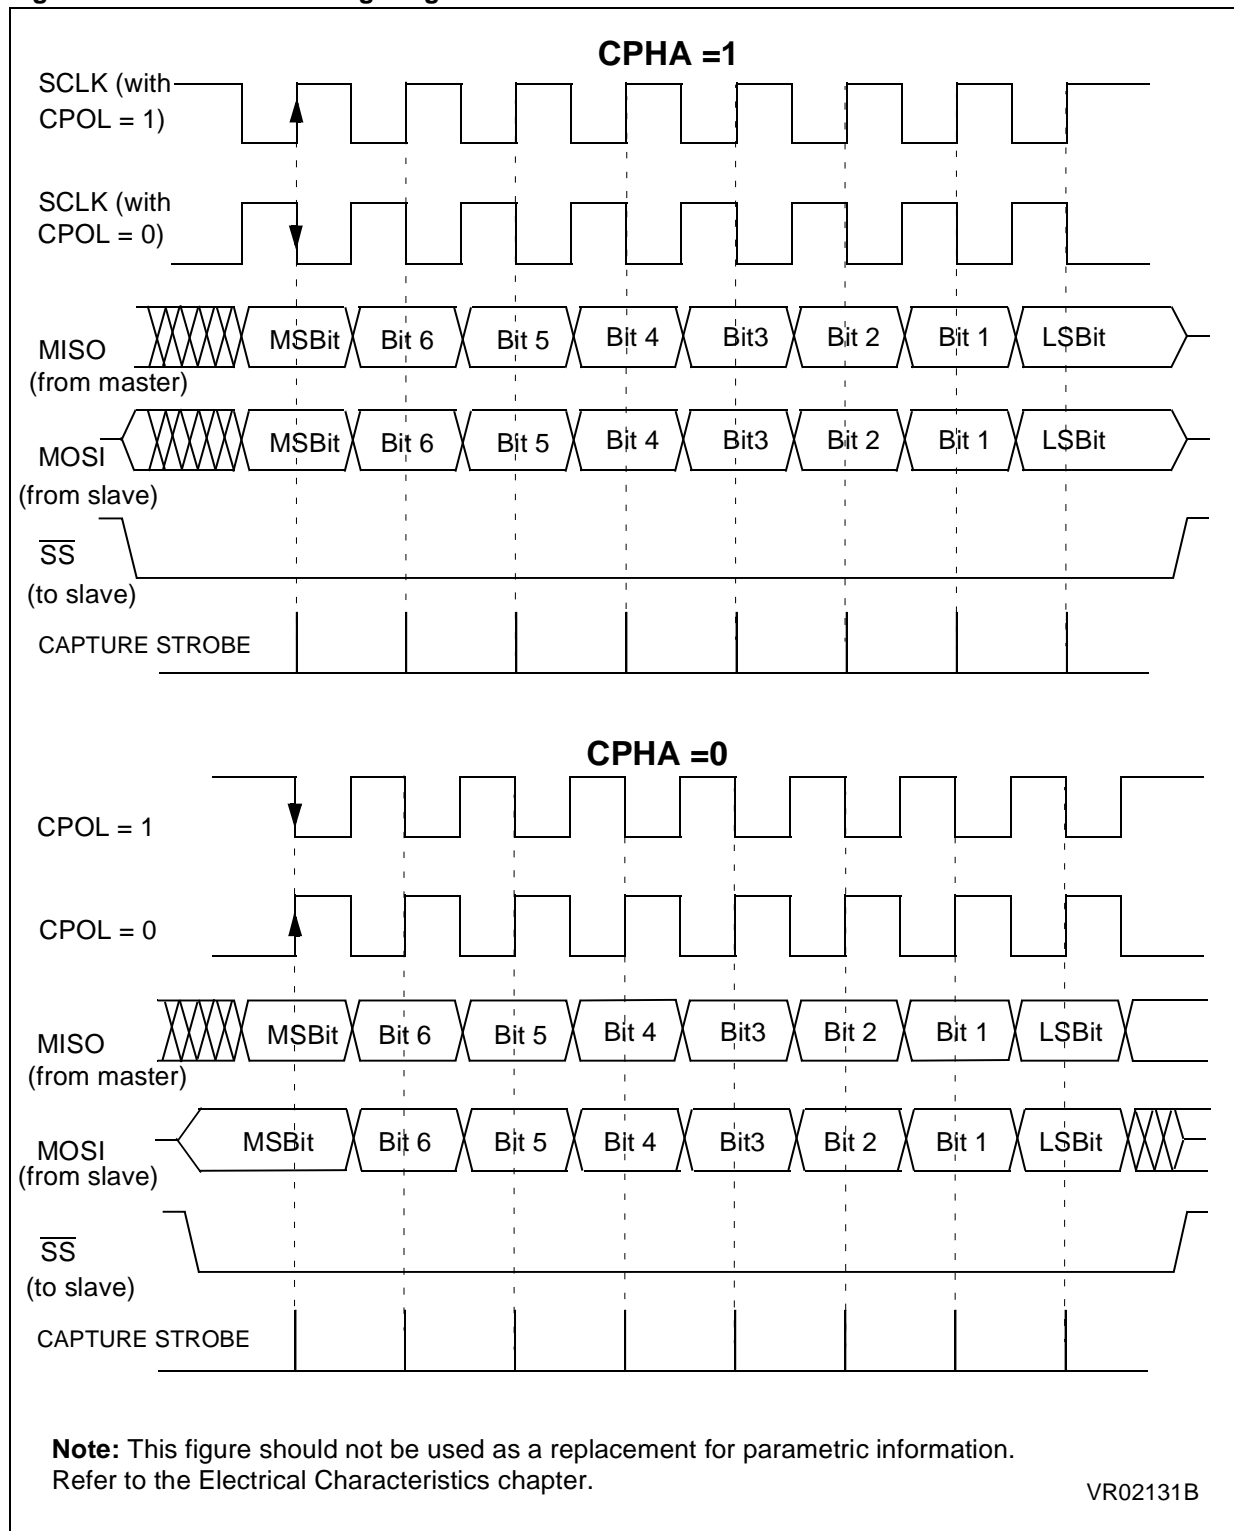 CPHA =1
SCLK (with
CPOL = 1)
SCLK (with
CPOL = 0)
MSBit Bit 6 Bit 5 Bit 4 Bit3 Bit 2 Bit 1 LSBit
MISO
(from master)
MSBit Bit 6 Bit 5 Bit 4 Bit3 Bit 2 Bit 1 LSBit
MOSI
(from slave)
SS
(to slave)
CAPTURE STROBE
CPHA =0
CPOL = 1
CPOL = 0
MSBit Bit 6 Bit 5 Bit 4 Bit3 Bit 2 Bit 1 LSBit
MISO
(from master)
MSBit Bit 6 Bit 5 Bit 4 Bit3 Bit 2 Bit 1 LSBit
MOSI
(from slave)
SS
(to slave)
CAPTURE STROBE
Note: This figure should not be used as a replacement for parametric information.
Refer to the Electrical Characteristics chapter.
VR02131B